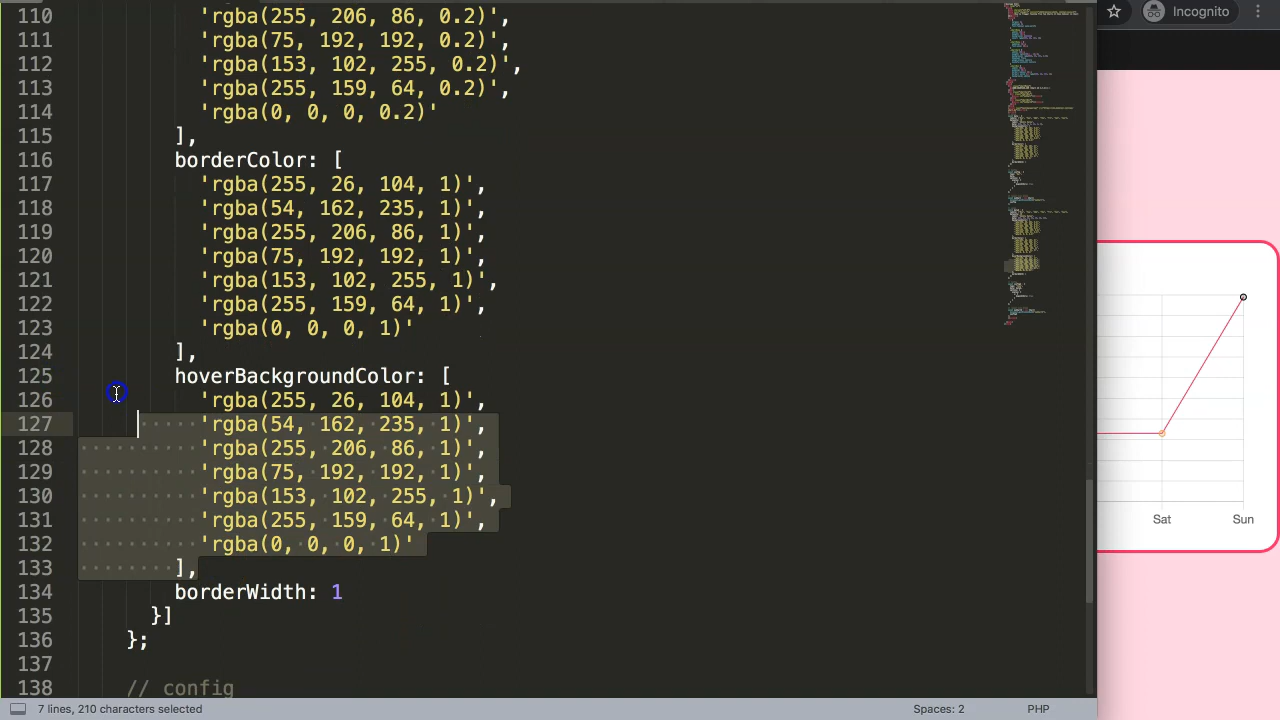 110 'rgba(255, 206, 86, 0.2)',
111 'rgba(75, 192, 192, 0.2)',
112 'rgba(153, 102, 255, 0.2)',
113 'rgba(255, 159, 64, 0.2)',
114 'rgba(0, 0, 0, 0.2)'
115 ],
116 borderColor: [
117 'rgba(255, 26, 104, 1)',
118 'rgba(54, 162, 235, 1)',
119 'rgba(255, 206, 86, 1)',
120 'rgba(75, 192, 192, 1)',
121 'rgba(153, 102, 255, 1)',
122 'rgba(255, 159, 64, 1)',
123 'rgba(0, 0, 0, 1)'
124 ],
125 hoverBackgroundColor: [
126 'rgba(255, 26, 104, 1)',
127 'rgba(54, 162, 235, 1)',
128 'rgba(255, 206, 86, 1)',
129 'rgba(75, 192, 192, 1)',
130 'rgba(153, 102, 255, 1)',
131 'rgba(255, 159, 64, 1)',
132 'rgba(0, 0, 0, 1)'
133 ],
134 borderWidth: 1
135 }]
136 };
137
138 // config
7 lines, 210 characters selected
Spaces: 2
PHP
Incognito
Sat
Sun